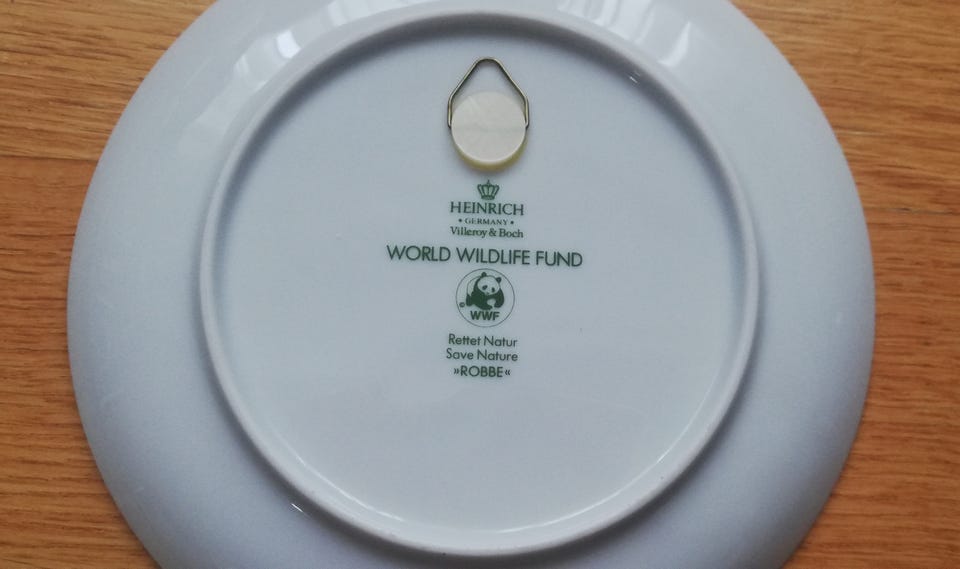 HEINRICH
• GERMANY •
Villeroy & Boch
WORLD WILDLIFE FUND
© WWF
Rettet Natur
Save Nature
»ROBBE«